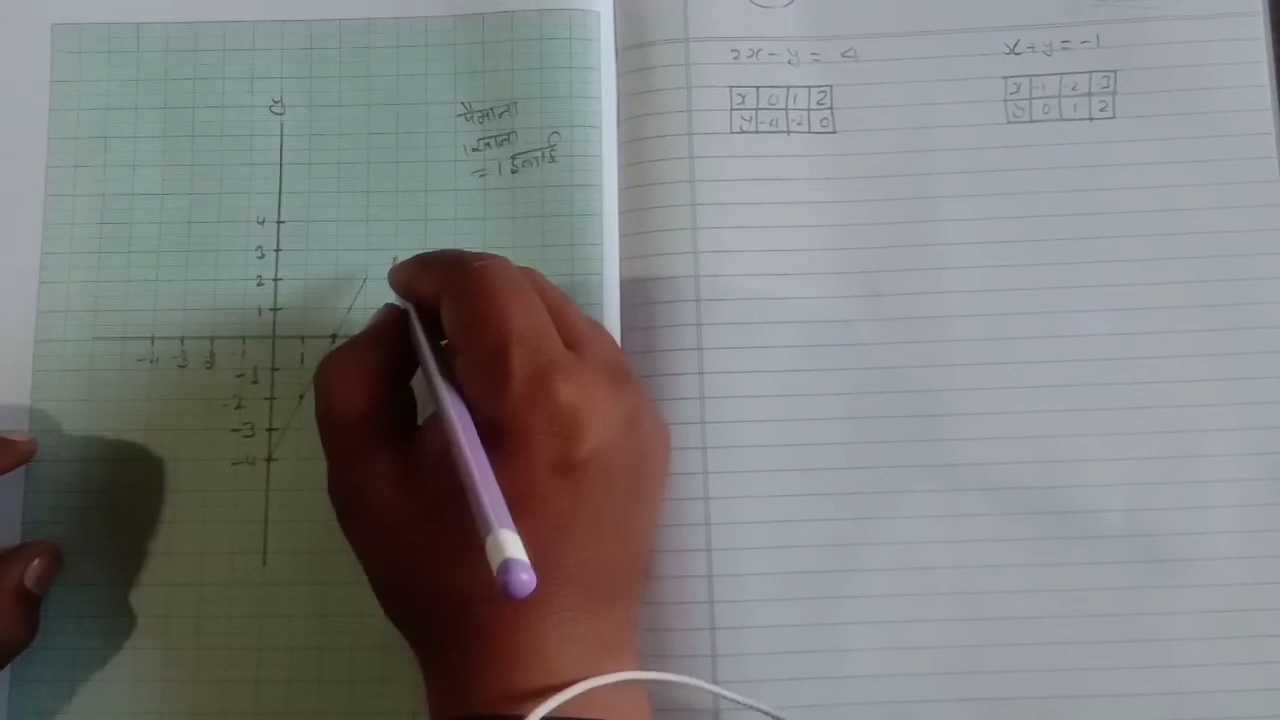 y
पैमाना
1 खाना
= 1 इकाई
4
3
2
1
-4 -3 -2 -1 1
-1
-2
-3
-4
2x - y = 4
x 0 1 2
y -4 -2 0
x + y = -1
x -1 -2 -3
y 0 1 2